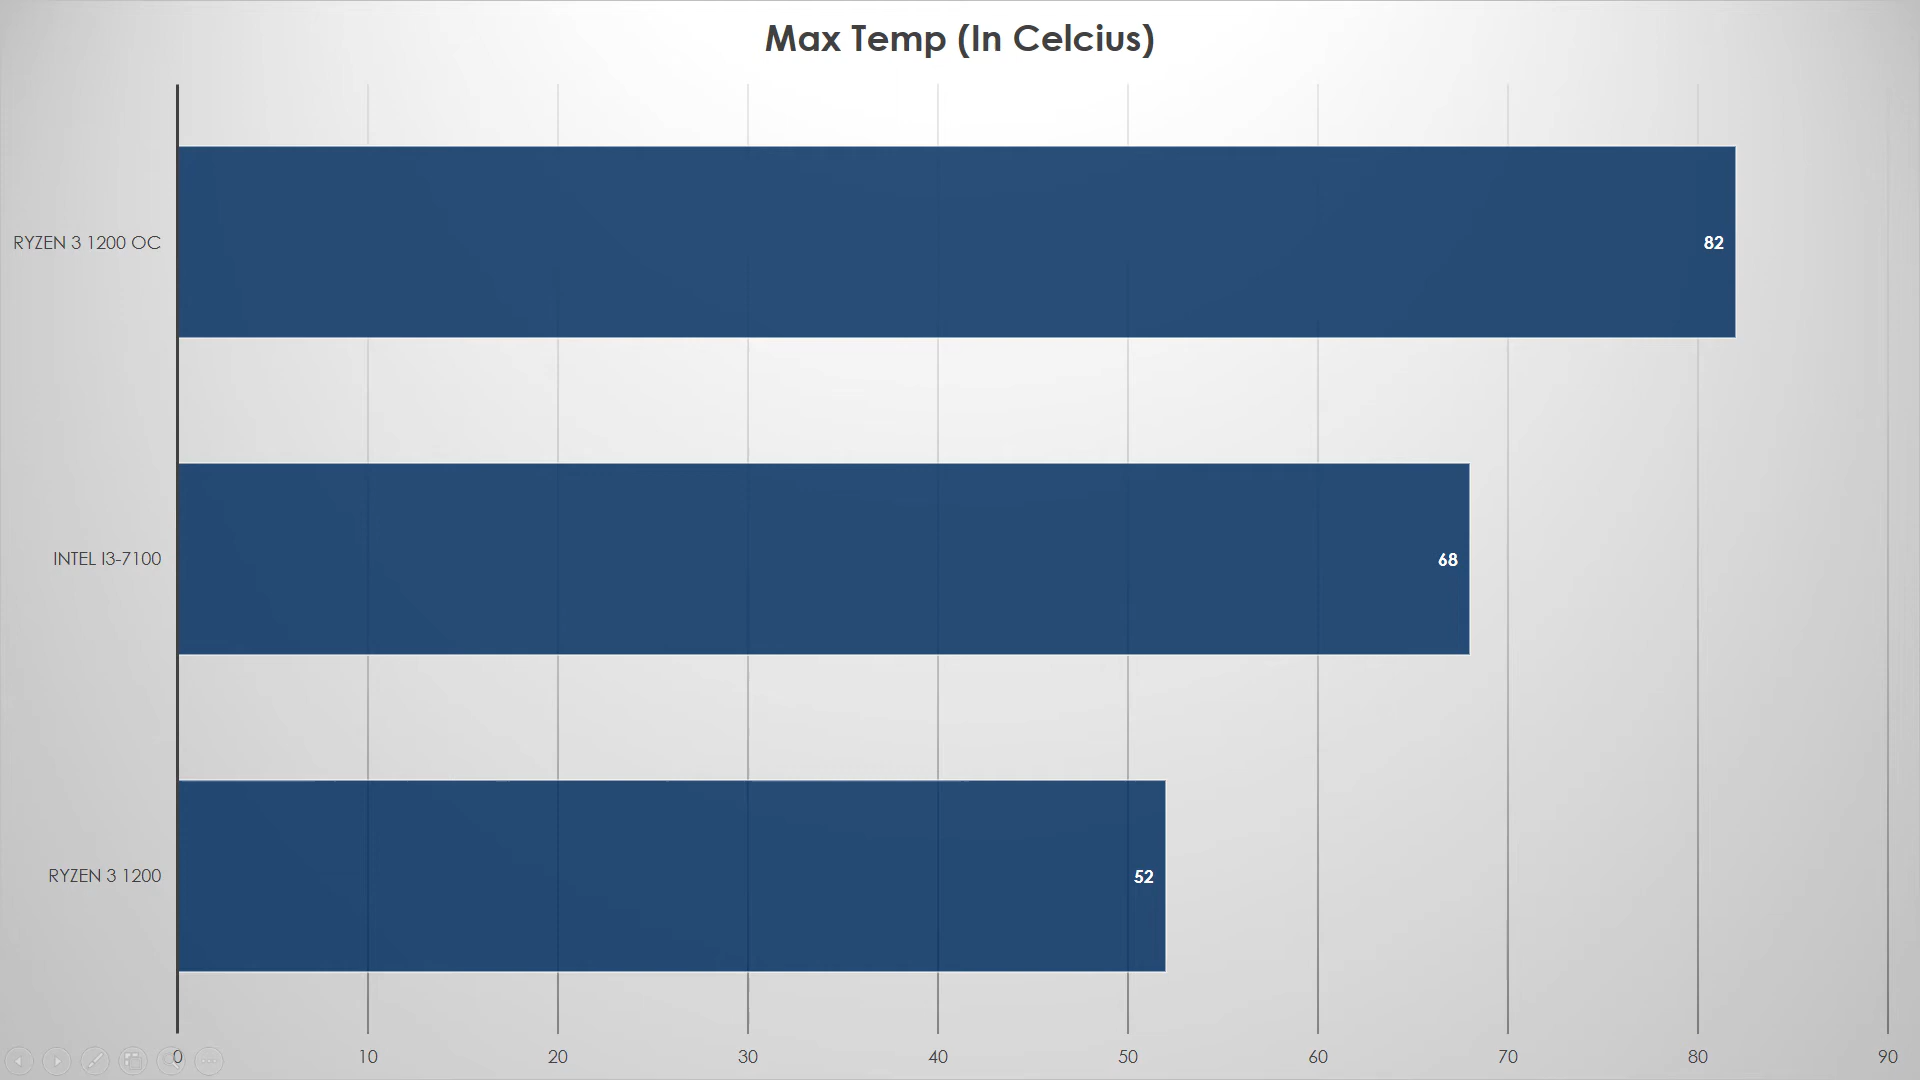 Max Temp (In Celcius)
RYZEN 3 1200 OC
82
INTEL I3-7100
68
RYZEN 3 1200
52
0 10 20 30 40 50 60 70 80 90